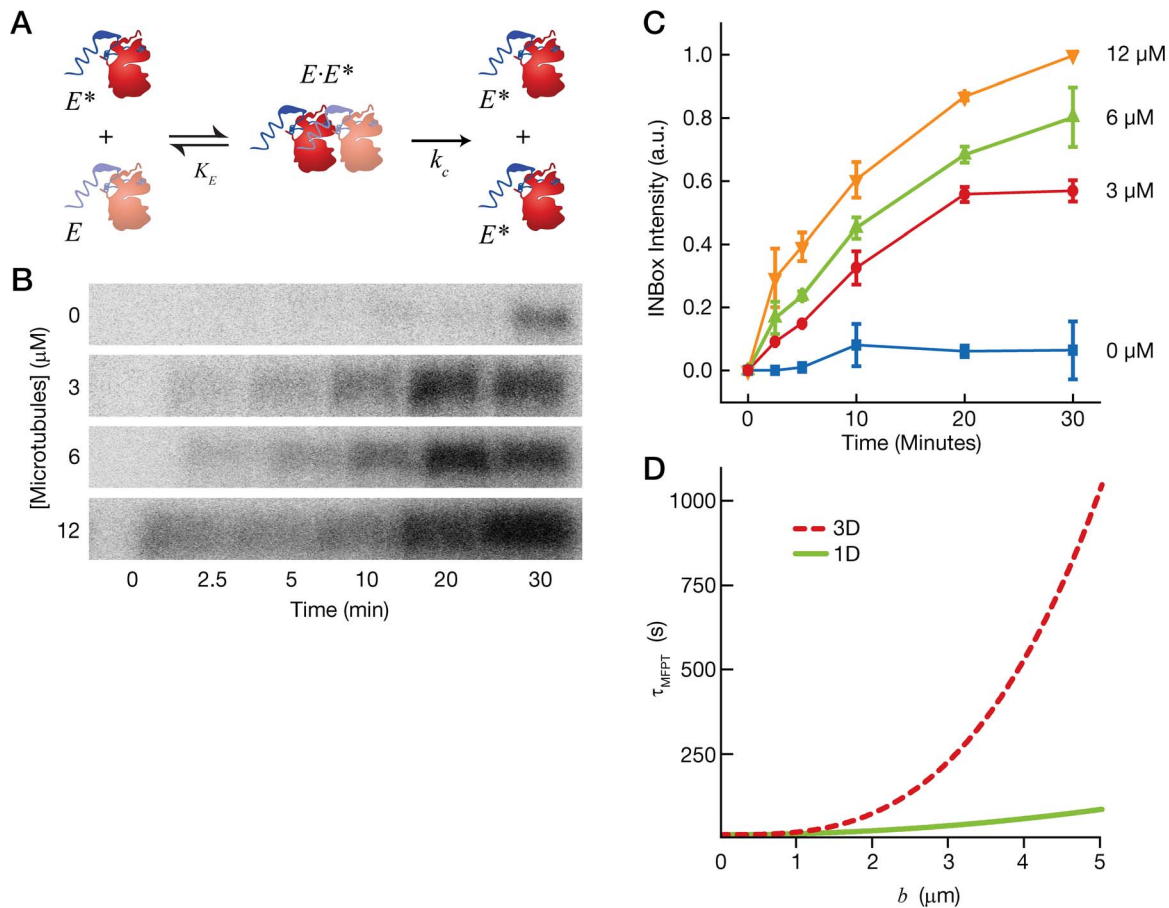 A
E*
+
E
K_E
E·E*
k_c
E*
+
E*
B
[Microtubules] (μM)
0
3
6
12
0 2.5 5 10 20 30
Time (min)
C
INBox Intensity (a.u.)
1.0
0.8
0.6
0.4
0.2
0.0
12 μM
6 μM
3 μM
0 μM
0 10 20 30
Time (Minutes)
D
τMFPT (s)
1000
750
500
250
3D
1D
0 1 2 3 4 5
b (μm)